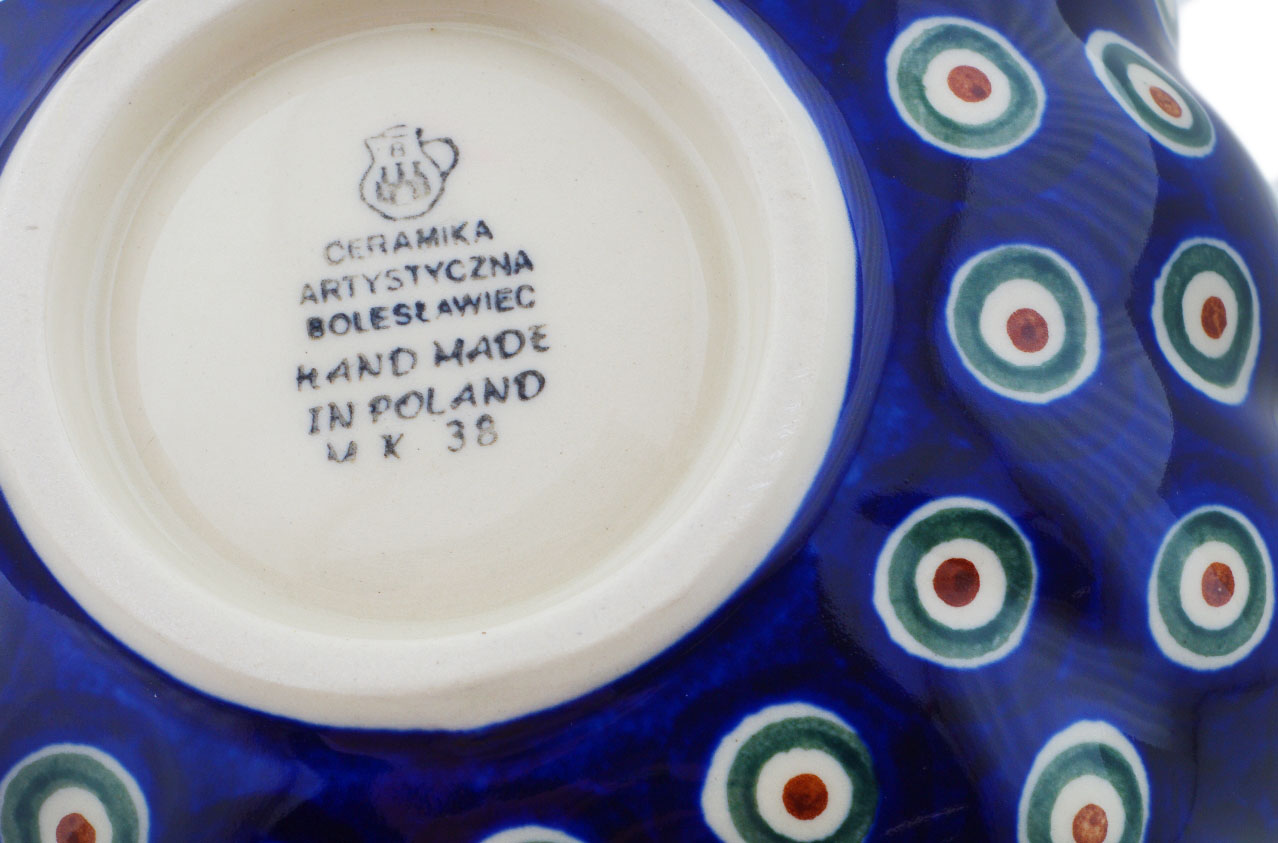 B
CERAMIKA
ARTYSTYCZNA
BOLESŁAWIEC
HAND MADE
IN POLAND
M K 38